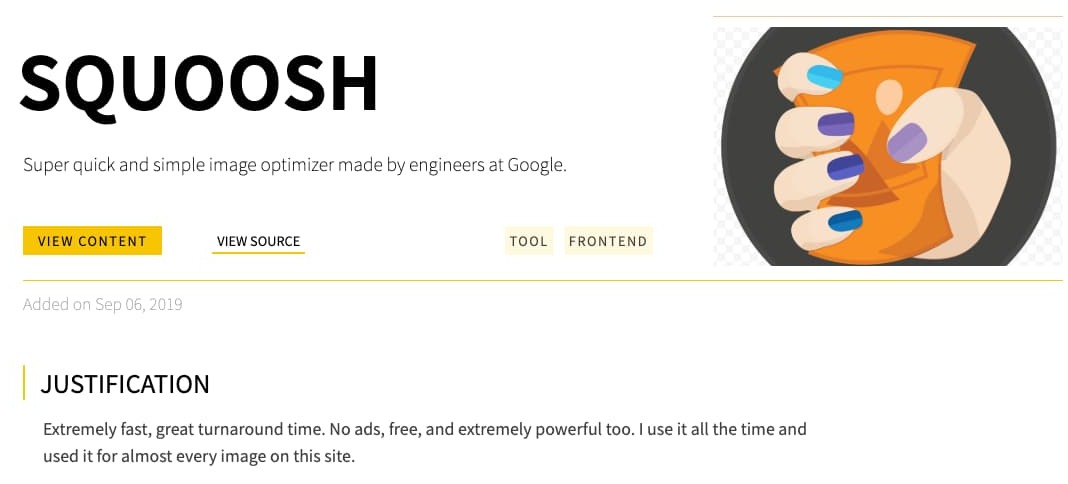 SQUOOSH
Super quick and simple image optimizer made by engineers at Google.
VIEW CONTENT
VIEW SOURCE
TOOL
FRONTEND
Added on Sep 06, 2019
JUSTIFICATION
Extremely fast, great turnaround time. No ads, free, and extremely powerful too. I use it all the time and
used it for almost every image on this site.